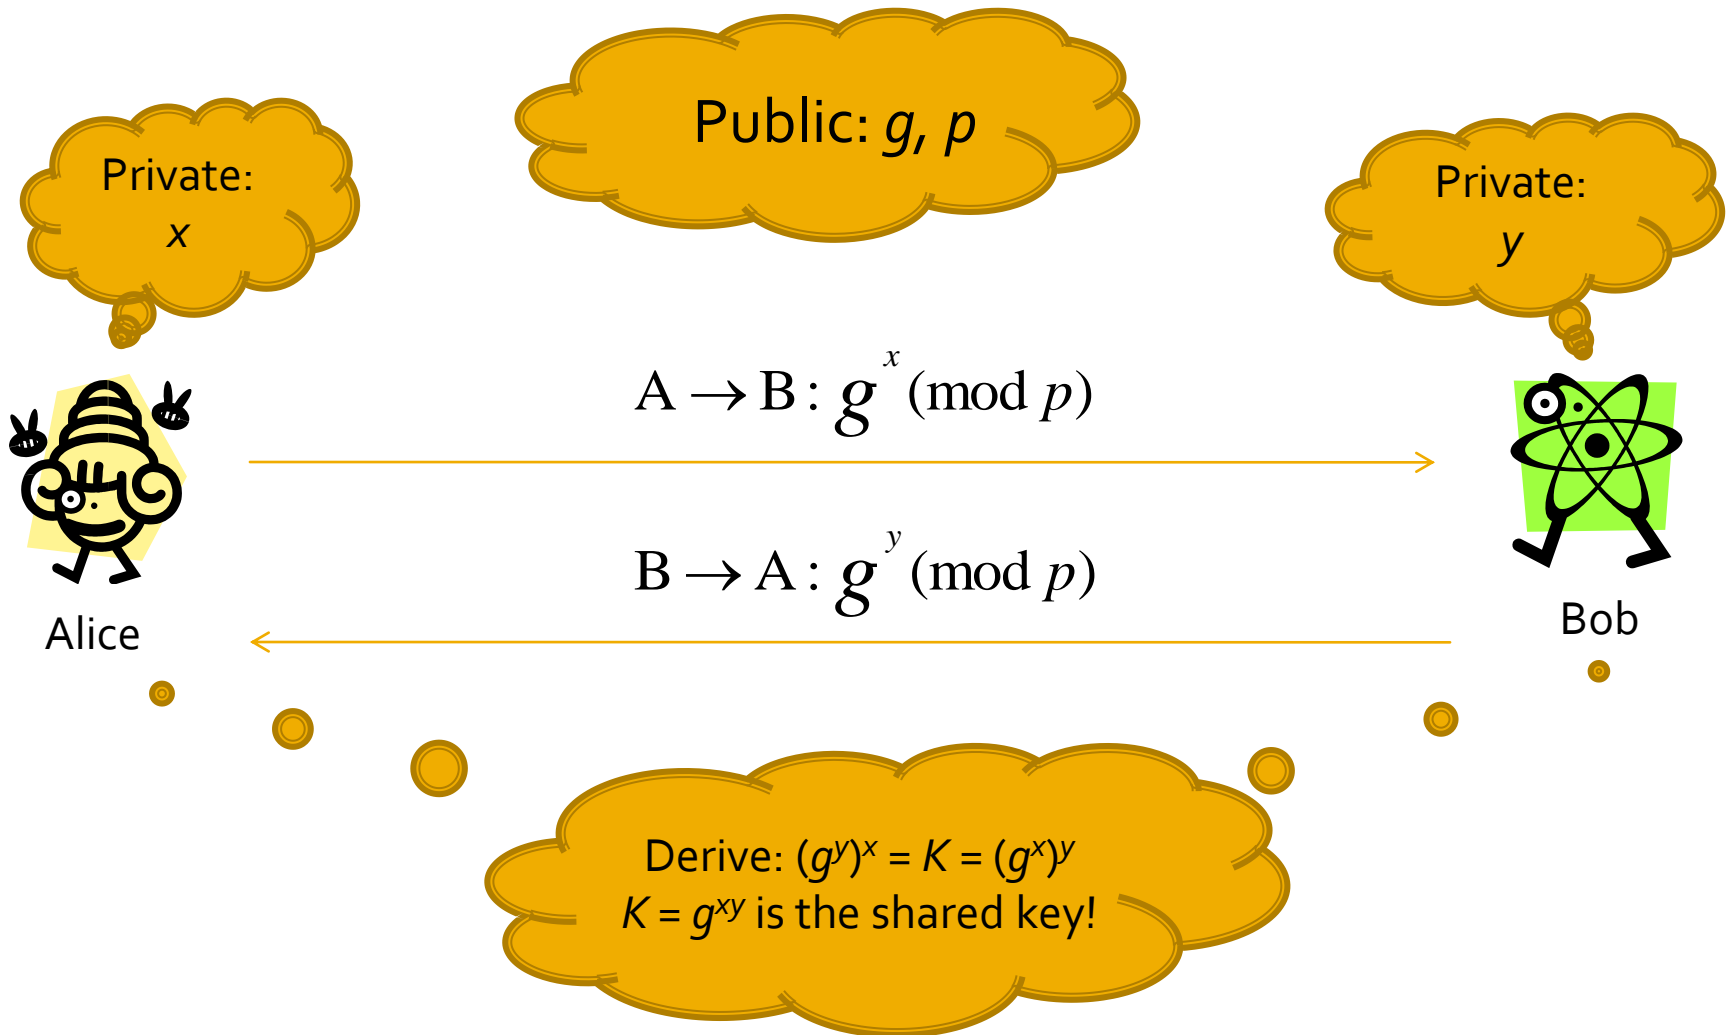 Public: g, p
Private:
x
Private:
y
A → B : g^x (mod p)
B → A : g^y (mod p)
Alice
Bob
Derive: (g^y)^x = K = (g^x)^y
K = g^xy is the shared key!